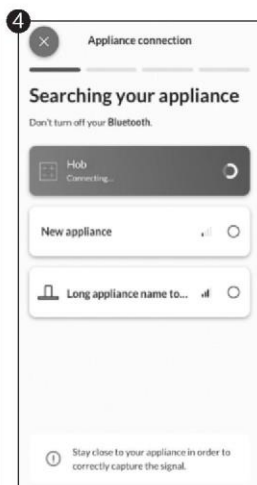 4
Appliance connection
Searching your appliance
Don't turn off your Bluetooth.
Hob
Connecting...
New appliance
Long appliance name to...
Stay close to your appliance in order to
correctly capture the signal.